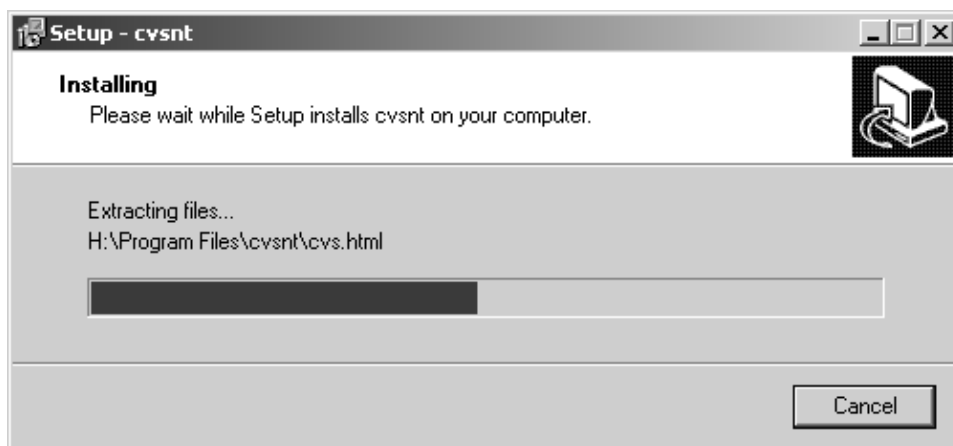 Setup - cvsnt
Installing
Please wait while Setup installs cvsnt on your computer.
Extracting files...
H:\Program Files\cvsnt\cvs.html
Cancel